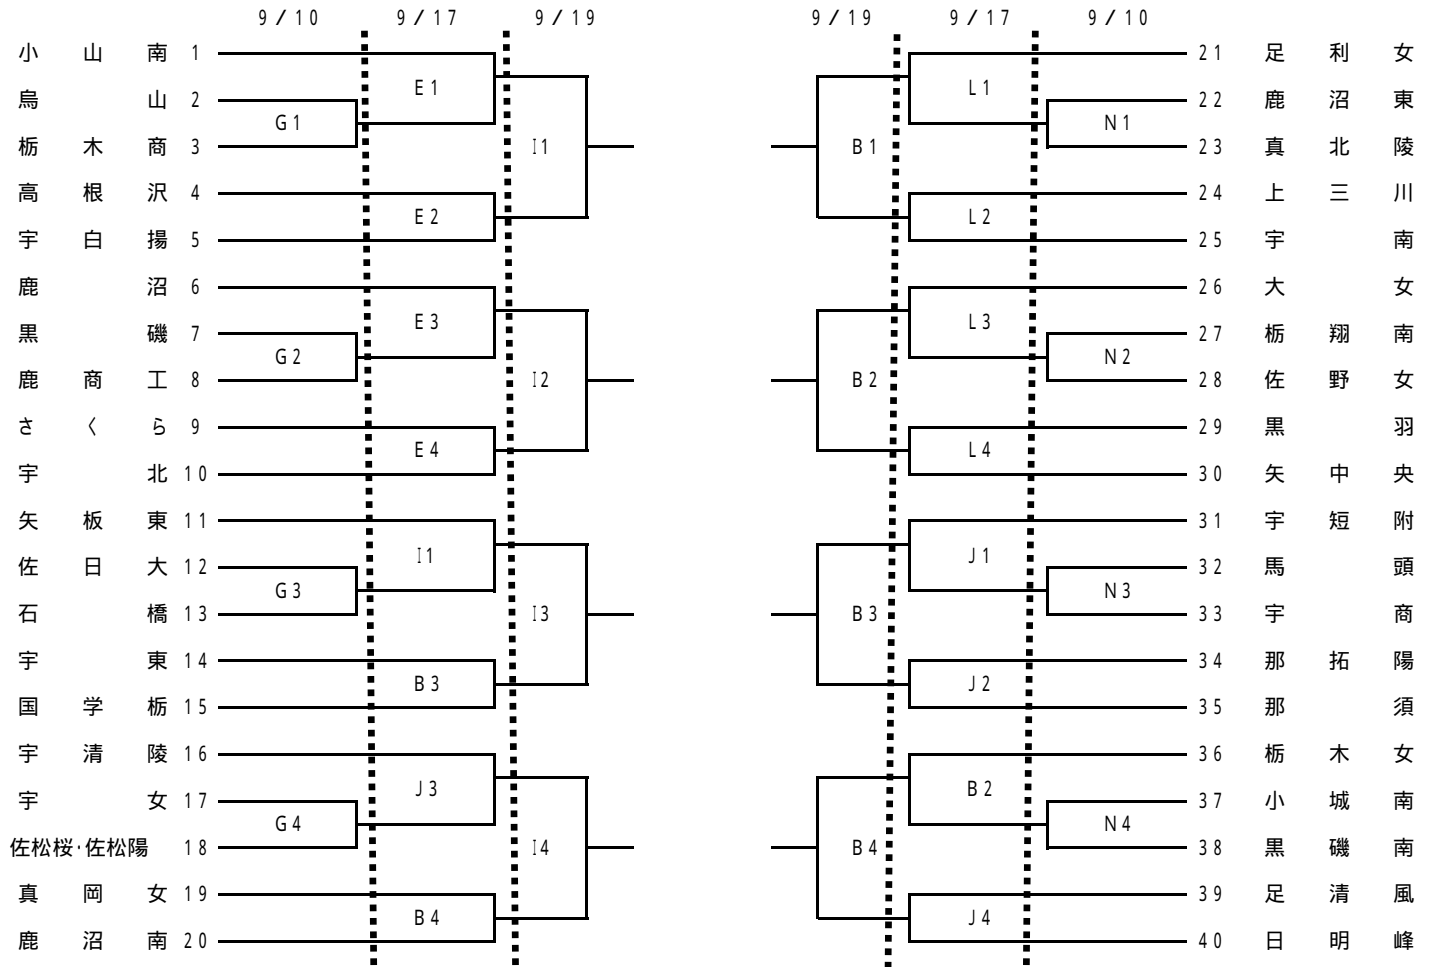 9/10 9/17 9/19 9/19 9/17 9/10
小山南 1 21 足利女
E1 L1
烏山 2 22 鹿沼東
G1 N1
栃木商 3 I1 B1 23 真北陵
高根沢 4 24 上三川
E2 L2
宇白揚 5 25 宇南
鹿沼 6 26 大女
E3 L3
黒磯 7 27 栃翔南
G2 N2
鹿商工 8 I2 B2 28 佐野女
さくら 9 29 黒羽
E4 L4
宇北 10 30 矢中央
矢板東 11 31 宇短附
I1 J1
佐日大 12 32 馬頭
G3 N3
石橋 13 I3 B3 33 宇商
宇東 14 34 那拓陽
B3 J2
国学栃 15 35 那須
宇清陵 16 36 栃木女
J3 B2
宇女 17 37 小城南
G4 N4
佐松桜・佐松陽 18 I4 B4 38 黒磯南
真岡女 19 39 足清風
B4 J4
鹿沼南 20 40 日明峰